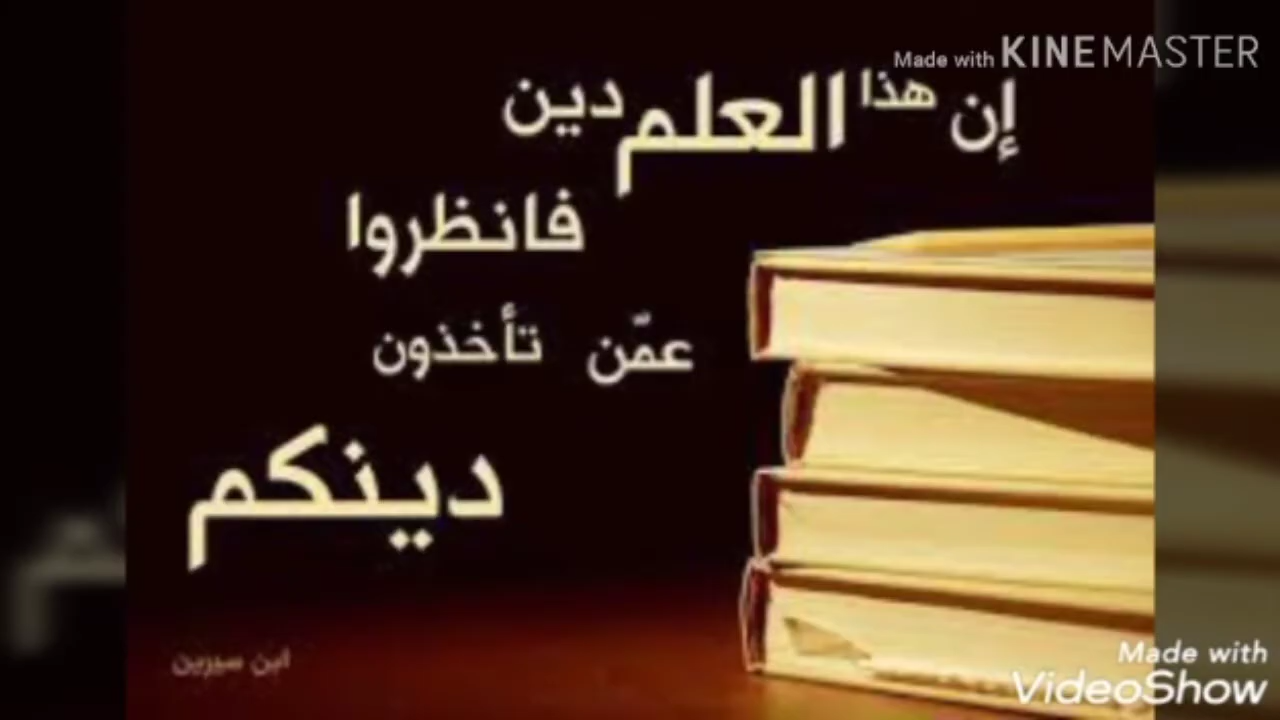 Made with KINEMASTER
إن هذا العلم دين
فانظروا
عمّن تأخذون
دينكم
ابن سيرين
Made with
VideoShow